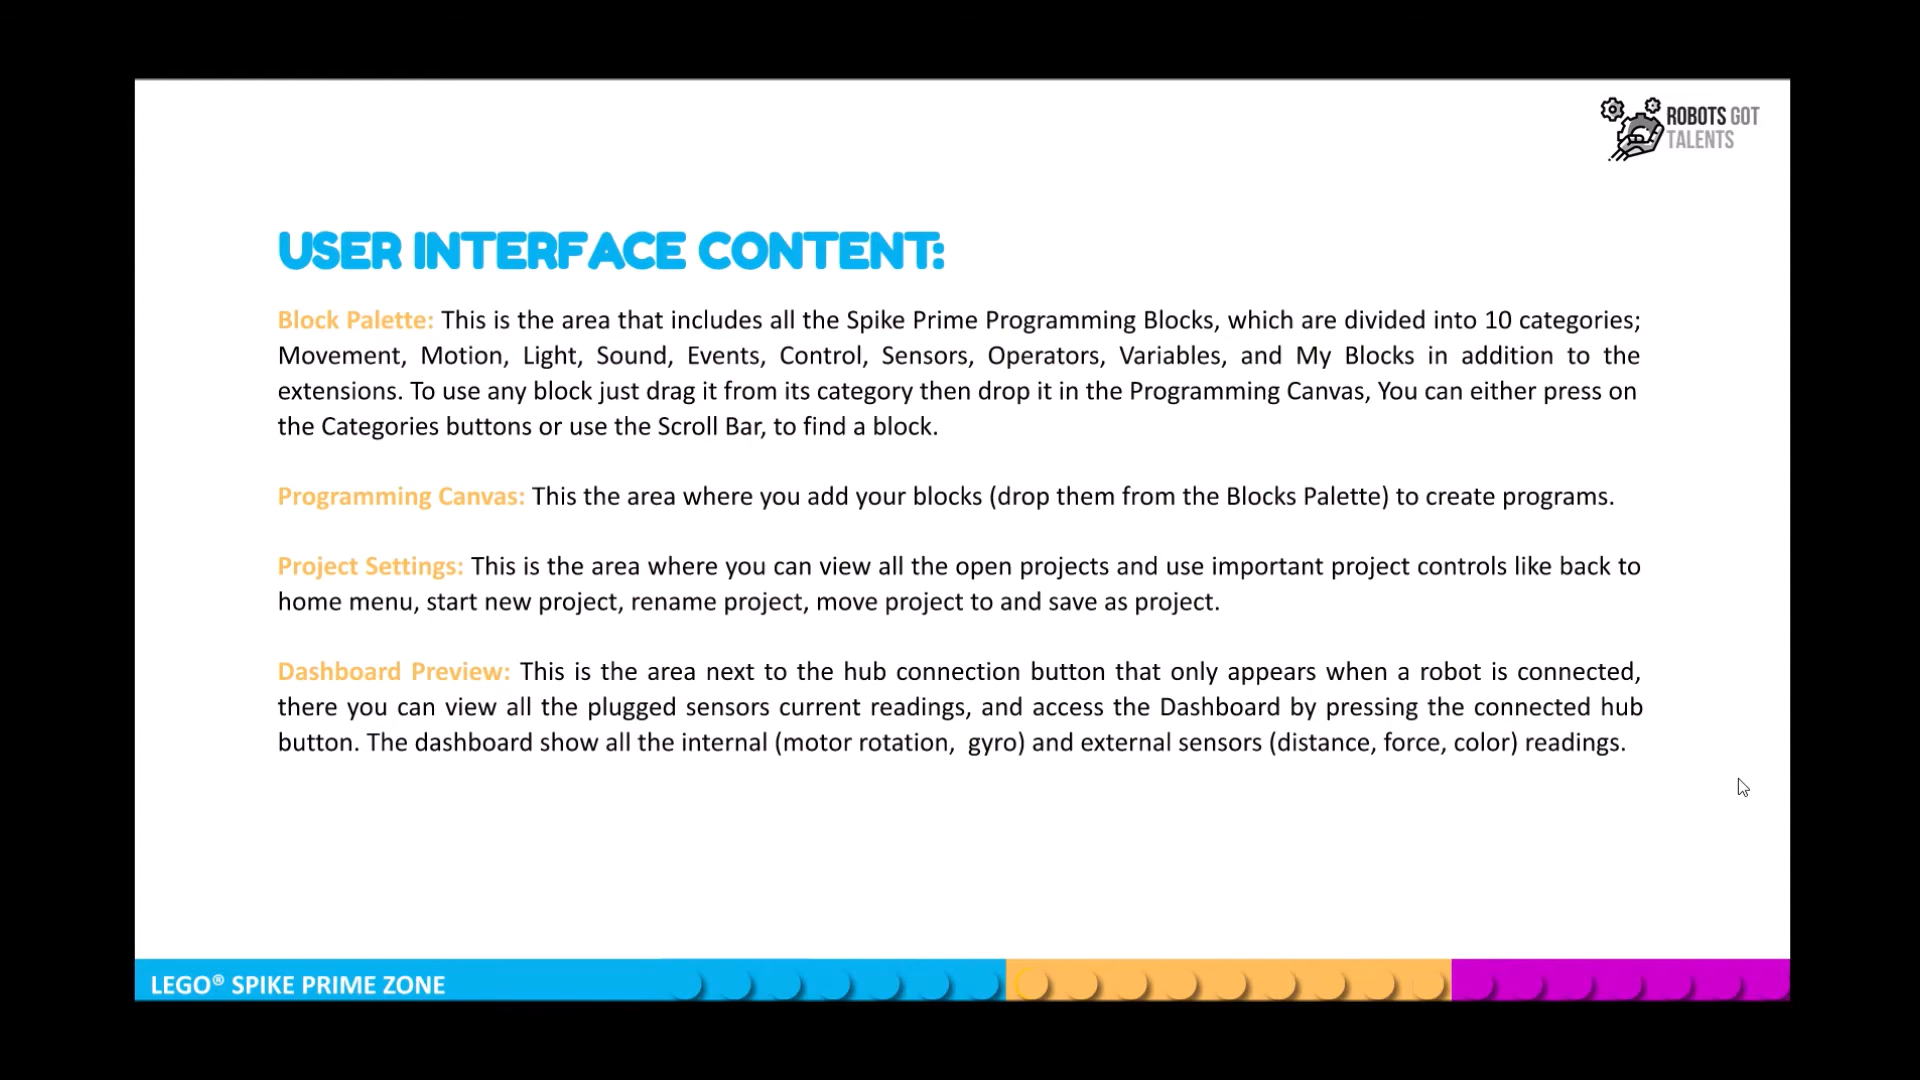 ROBOTS GOT
TALENTS
USER INTERFACE CONTENT:
Block Palette: This is the area that includes all the Spike Prime Programming Blocks, which are divided into 10 categories;
Movement, Motion, Light, Sound, Events, Control, Sensors, Operators, Variables, and My Blocks in addition to the
extensions. To use any block just drag it from its category then drop it in the Programming Canvas, You can either press on
the Categories buttons or use the Scroll Bar, to find a block.
Programming Canvas: This the area where you add your blocks (drop them from the Blocks Palette) to create programs.
Project Settings: This is the area where you can view all the open projects and use important project controls like back to
home menu, start new project, rename project, move project to and save as project.
Dashboard Preview: This is the area next to the hub connection button that only appears when a robot is connected,
there you can view all the plugged sensors current readings, and access the Dashboard by pressing the connected hub
button. The dashboard show all the internal (motor rotation,  gyro) and external sensors (distance, force, color) readings.
LEGO® SPIKE PRIME ZONE